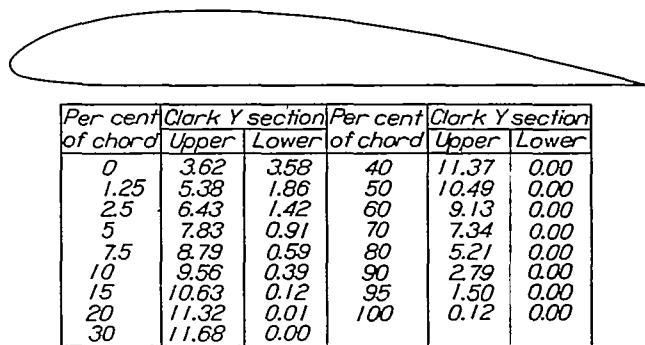 Per cent Clark Y section Per cent Clark Y section
of chord Upper Lower of chord Upper Lower
0 3.62 3.58 40 11.37 0.00
1.25 5.38 1.86 50 10.49 0.00
2.5 6.43 1.42 60 9.13 0.00
5 7.83 0.91 70 7.34 0.00
7.5 8.79 0.59 80 5.21 0.00
10 9.56 0.39 90 2.79 0.00
15 10.63 0.12 95 1.50 0.00
20 11.32 0.01 100 0.12 0.00
30 11.68 0.00